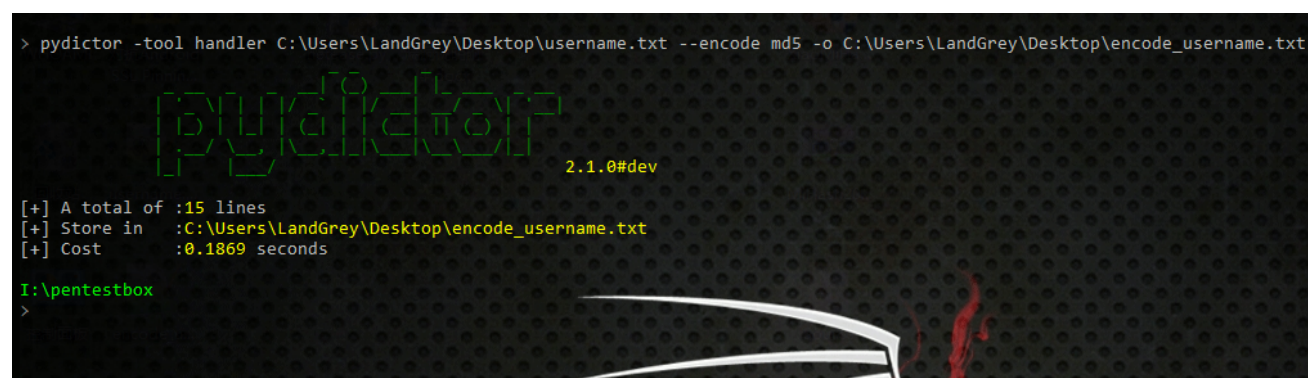 > pydictor -tool handler C:\Users\LandGrey\Desktop\username.txt --encode md5 -o C:\Users\LandGrey\Desktop\encode_username.txt
pydictor
2.1.0#dev
[+] A total of :15 lines
[+] Store in   :C:\Users\LandGrey\Desktop\encode_username.txt
[+] Cost       :0.1869 seconds
I:\pentestbox
>